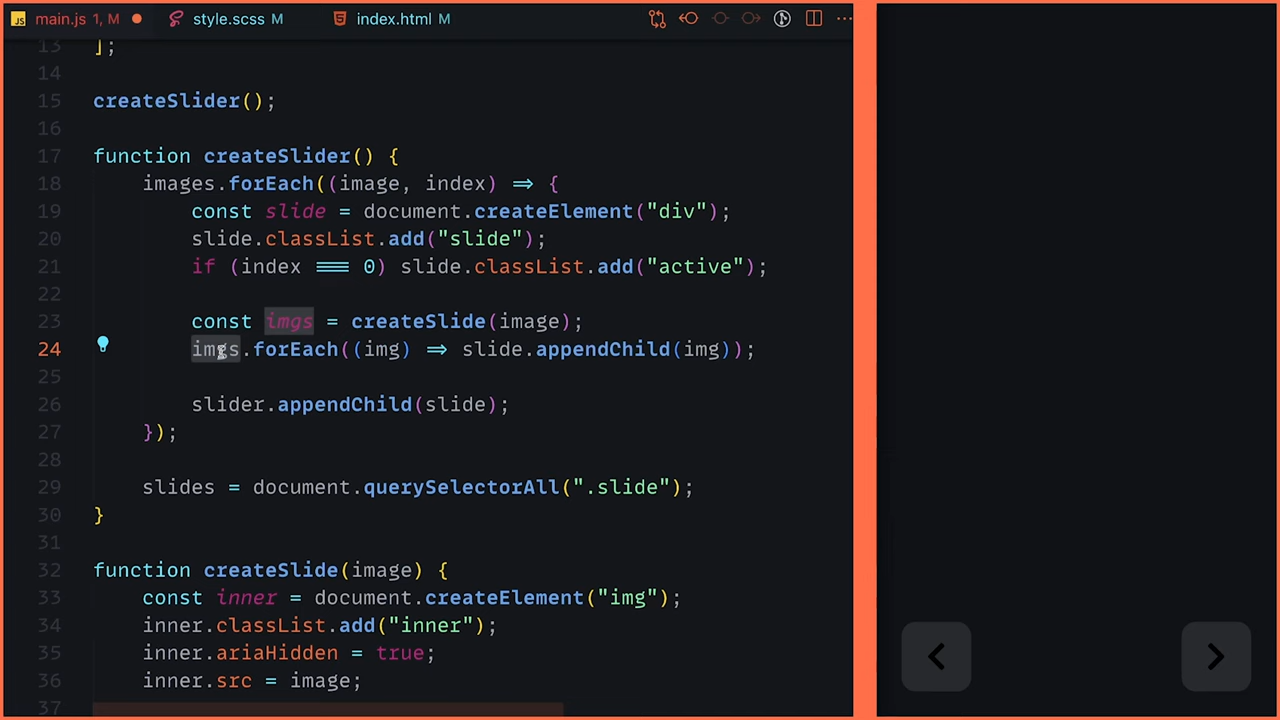 main.js 1, M style.scss M index.html M
13 ];
14
15 createSlider();
16
17 function createSlider() {
18 images.forEach((image, index) => {
19 const slide = document.createElement("div");
20 slide.classList.add("slide");
21 if (index === 0) slide.classList.add("active");
22
23 const imgs = createSlide(image);
24 imgs.forEach((img) => slide.appendChild(img));
25
26 slider.appendChild(slide);
27 });
28
29 slides = document.querySelectorAll(".slide");
30 }
31
32 function createSlide(image) {
33 const inner = document.createElement("img");
34 inner.classList.add("inner");
35 inner.ariaHidden = true;
36 inner.src = image;
37